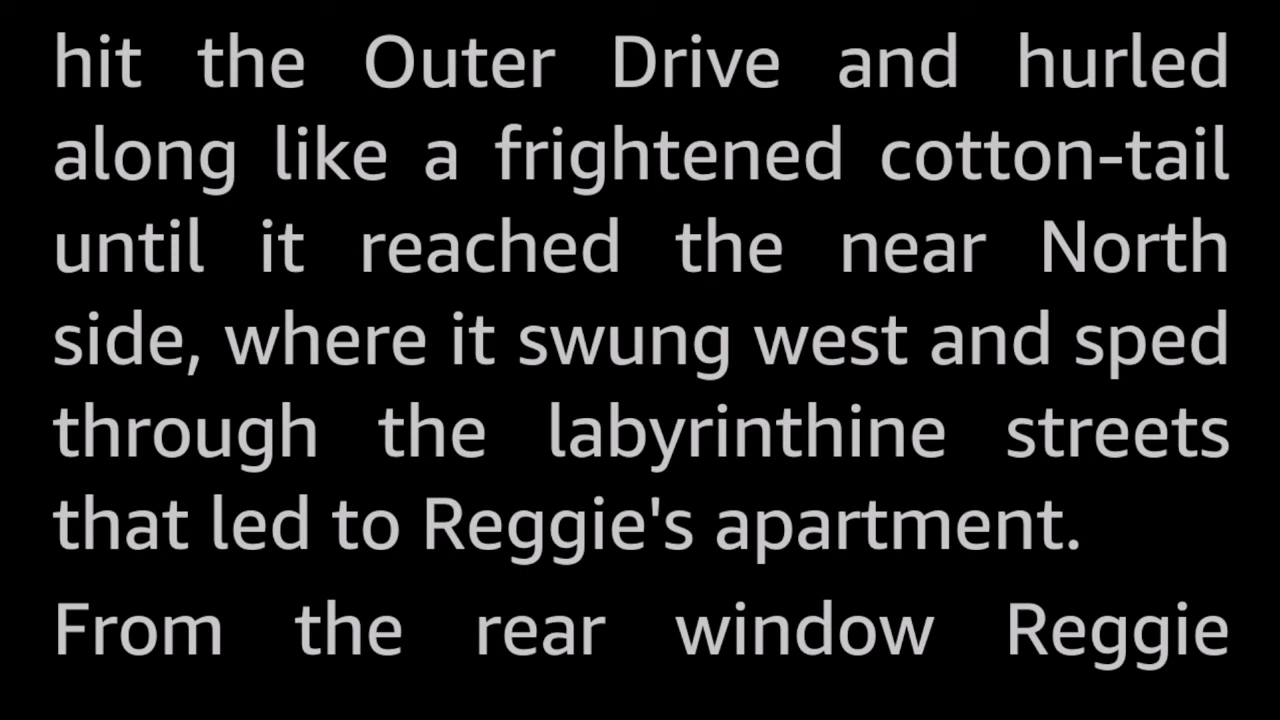 hit the Outer Drive and hurled
along like a frightened cotton-tail
until it reached the near North
side, where it swung west and sped
through the labyrinthine streets
that led to Reggie's apartment.
From the rear window Reggie